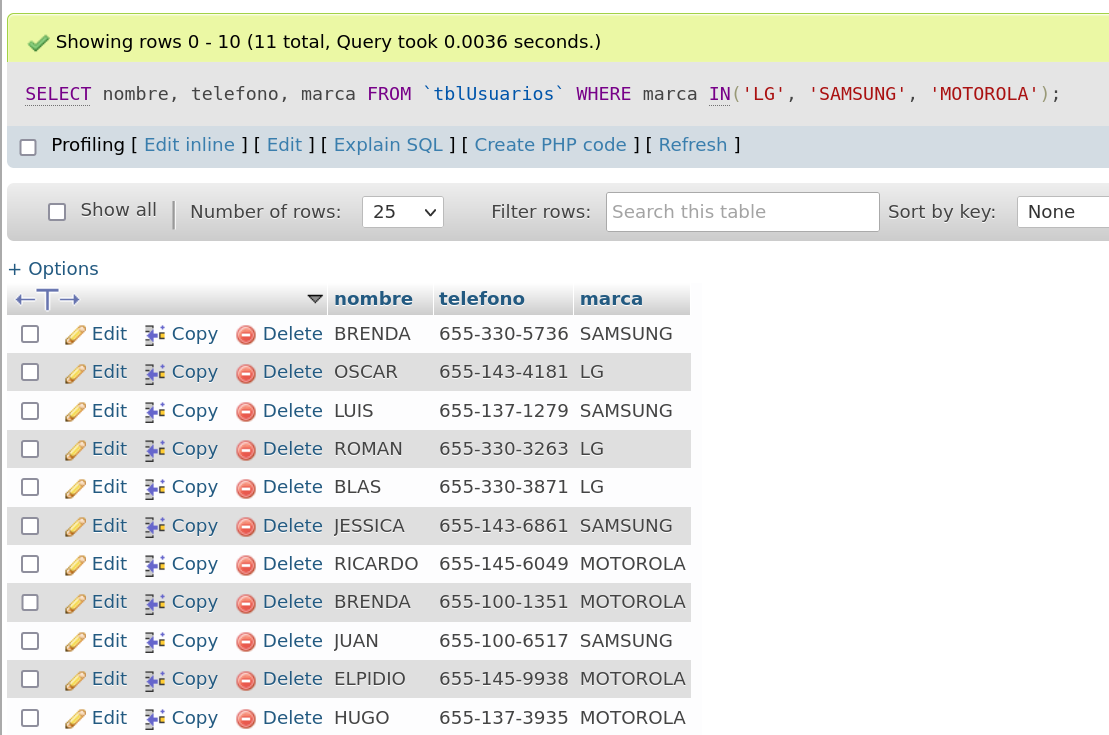 Showing rows 0 - 10 (11 total, Query took 0.0036 seconds.)
SELECT nombre, telefono, marca FROM `tblUsuarios` WHERE marca IN('LG', 'SAMSUNG', 'MOTOROLA');
Profiling [ Edit inline ] [ Edit ] [ Explain SQL ] [ Create PHP code ] [ Refresh ]
Show all Number of rows: 25 Filter rows: Search this table Sort by key: None
+ Options
nombre telefono marca
Edit Copy Delete BRENDA 655-330-5736 SAMSUNG
Edit Copy Delete OSCAR 655-143-4181 LG
Edit Copy Delete LUIS 655-137-1279 SAMSUNG
Edit Copy Delete ROMAN 655-330-3263 LG
Edit Copy Delete BLAS 655-330-3871 LG
Edit Copy Delete JESSICA 655-143-6861 SAMSUNG
Edit Copy Delete RICARDO 655-145-6049 MOTOROLA
Edit Copy Delete BRENDA 655-100-1351 MOTOROLA
Edit Copy Delete JUAN 655-100-6517 SAMSUNG
Edit Copy Delete ELPIDIO 655-145-9938 MOTOROLA
Edit Copy Delete HUGO 655-137-3935 MOTOROLA